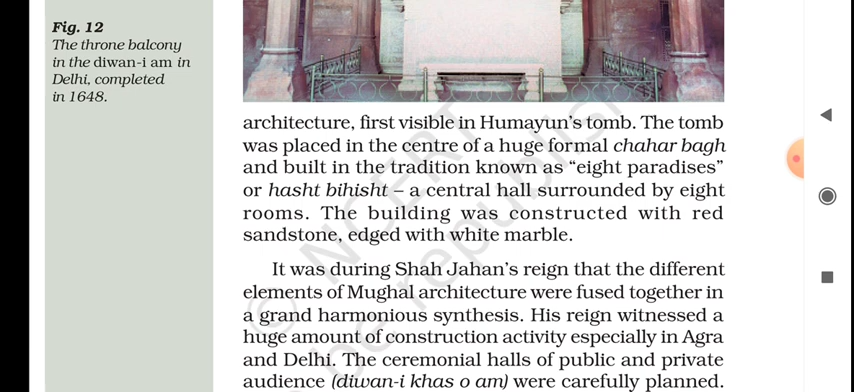 Fig. 12
The throne balcony
in the diwan-i am in
Delhi, completed
in 1648.
architecture, first visible in Humayun’s tomb. The tomb
was placed in the centre of a huge formal chahar bagh
and built in the tradition known as “eight paradises”
or hasht bihisht – a central hall surrounded by eight
rooms. The building was constructed with red
sandstone, edged with white marble.
It was during Shah Jahan’s reign that the different
elements of Mughal architecture were fused together in
a grand harmonious synthesis. His reign witnessed a
huge amount of construction activity especially in Agra
and Delhi. The ceremonial halls of public and private
audience (diwan-i khas o am) were carefully planned.
© NCERT
be republish